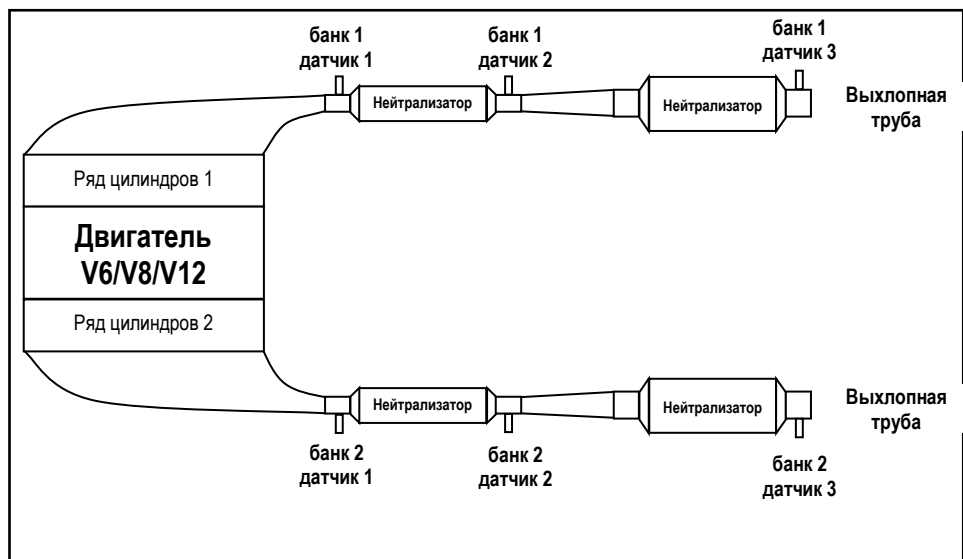 банк 1
датчик 1
банк 1
датчик 2
банк 1
датчик 3
Нейтрализатор
Нейтрализатор
Выхлопная
труба
Ряд цилиндров 1
Двигатель
V6/V8/V12
Ряд цилиндров 2
Нейтрализатор
Нейтрализатор
Выхлопная
труба
банк 2
датчик 1
банк 2
датчик 2
банк 2
датчик 3